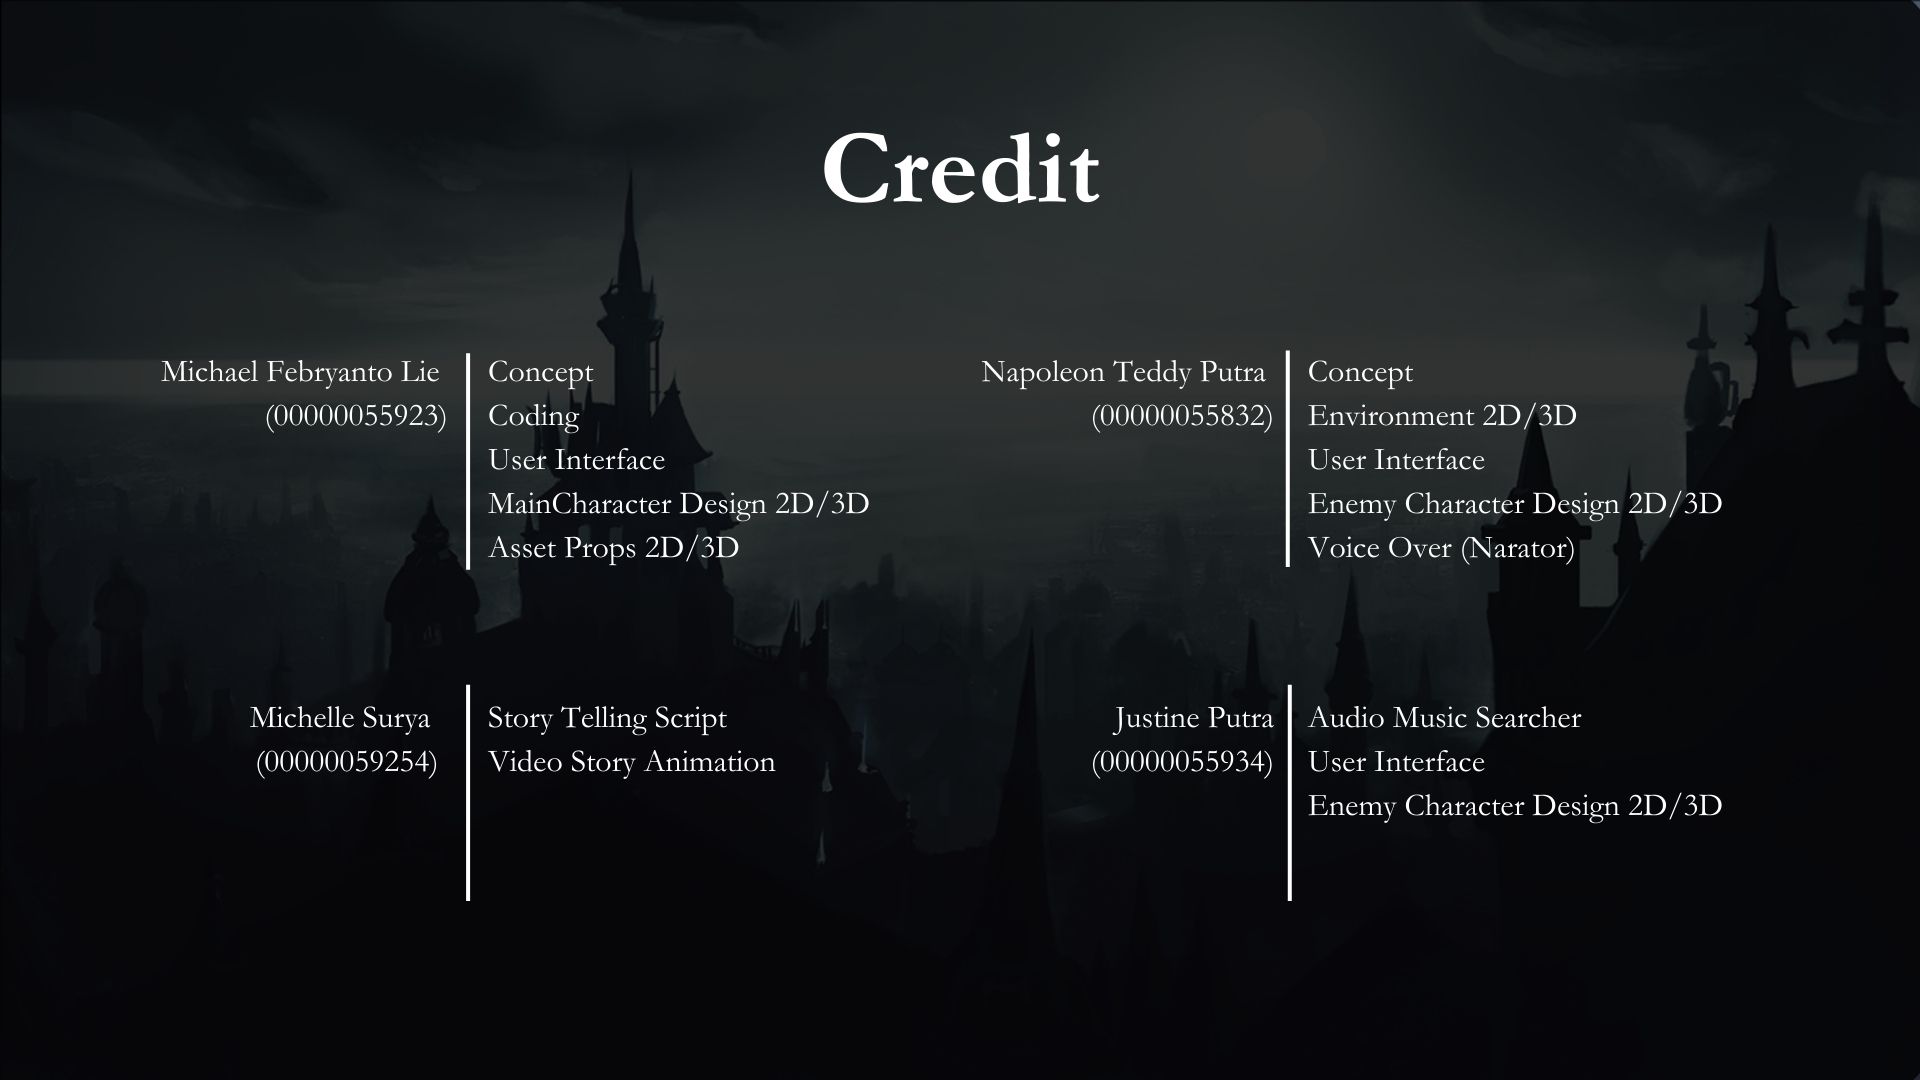 Credit
Michael Febryanto Lie
(00000055923)
Concept
Coding
User Interface
MainCharacter Design 2D/3D
Asset Props 2D/3D
Napoleon Teddy Putra
(00000055832)
Concept
Environment 2D/3D
User Interface
Enemy Character Design 2D/3D
Voice Over (Narator)
Michelle Surya
(00000059254)
Story Telling Script
Video Story Animation
Justine Putra
(00000055934)
Audio Music Searcher
User Interface
Enemy Character Design 2D/3D